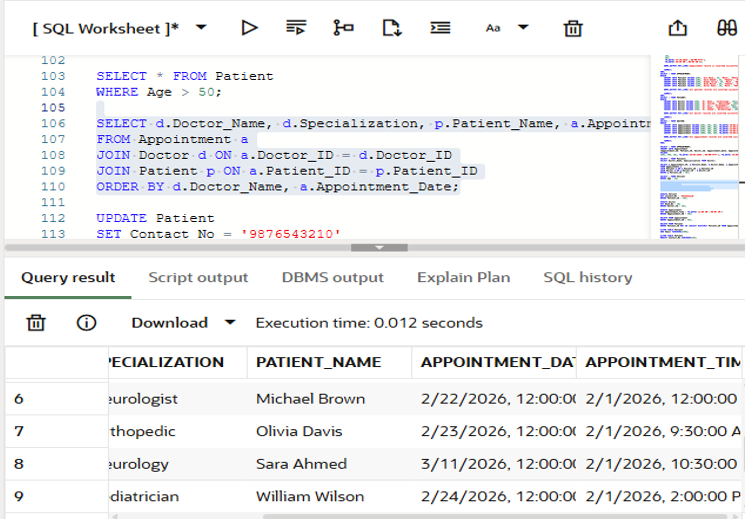 [ SQL Worksheet ]*
Aa
102
103 SELECT * FROM Patient
104 WHERE Age > 50;
105
106 SELECT d.Doctor_Name, d.Specialization, p.Patient_Name, a.Appointm
107 FROM Appointment a
108 JOIN Doctor d ON a.Doctor_ID = d.Doctor_ID
109 JOIN Patient p ON a.Patient_ID = p.Patient_ID
110 ORDER BY d.Doctor_Name, a.Appointment_Date;
111
112 UPDATE Patient
113 SET Contact_No = '9876543210'
Query result Script output DBMS output Explain Plan SQL history
Download Execution time: 0.012 seconds
PECIALIZATION PATIENT_NAME APPOINTMENT_DAT APPOINTMENT_TIM
6 eurologist Michael Brown 2/22/2026, 12:00:00 2/1/2026, 12:00:00
7 thopedic Olivia Davis 2/23/2026, 12:00:00 2/1/2026, 9:30:00 A
8 eurology Sara Ahmed 3/11/2026, 12:00:00 2/1/2026, 10:30:00
9 ediatrician William Wilson 2/24/2026, 12:00:00 2/1/2026, 2:00:00 P